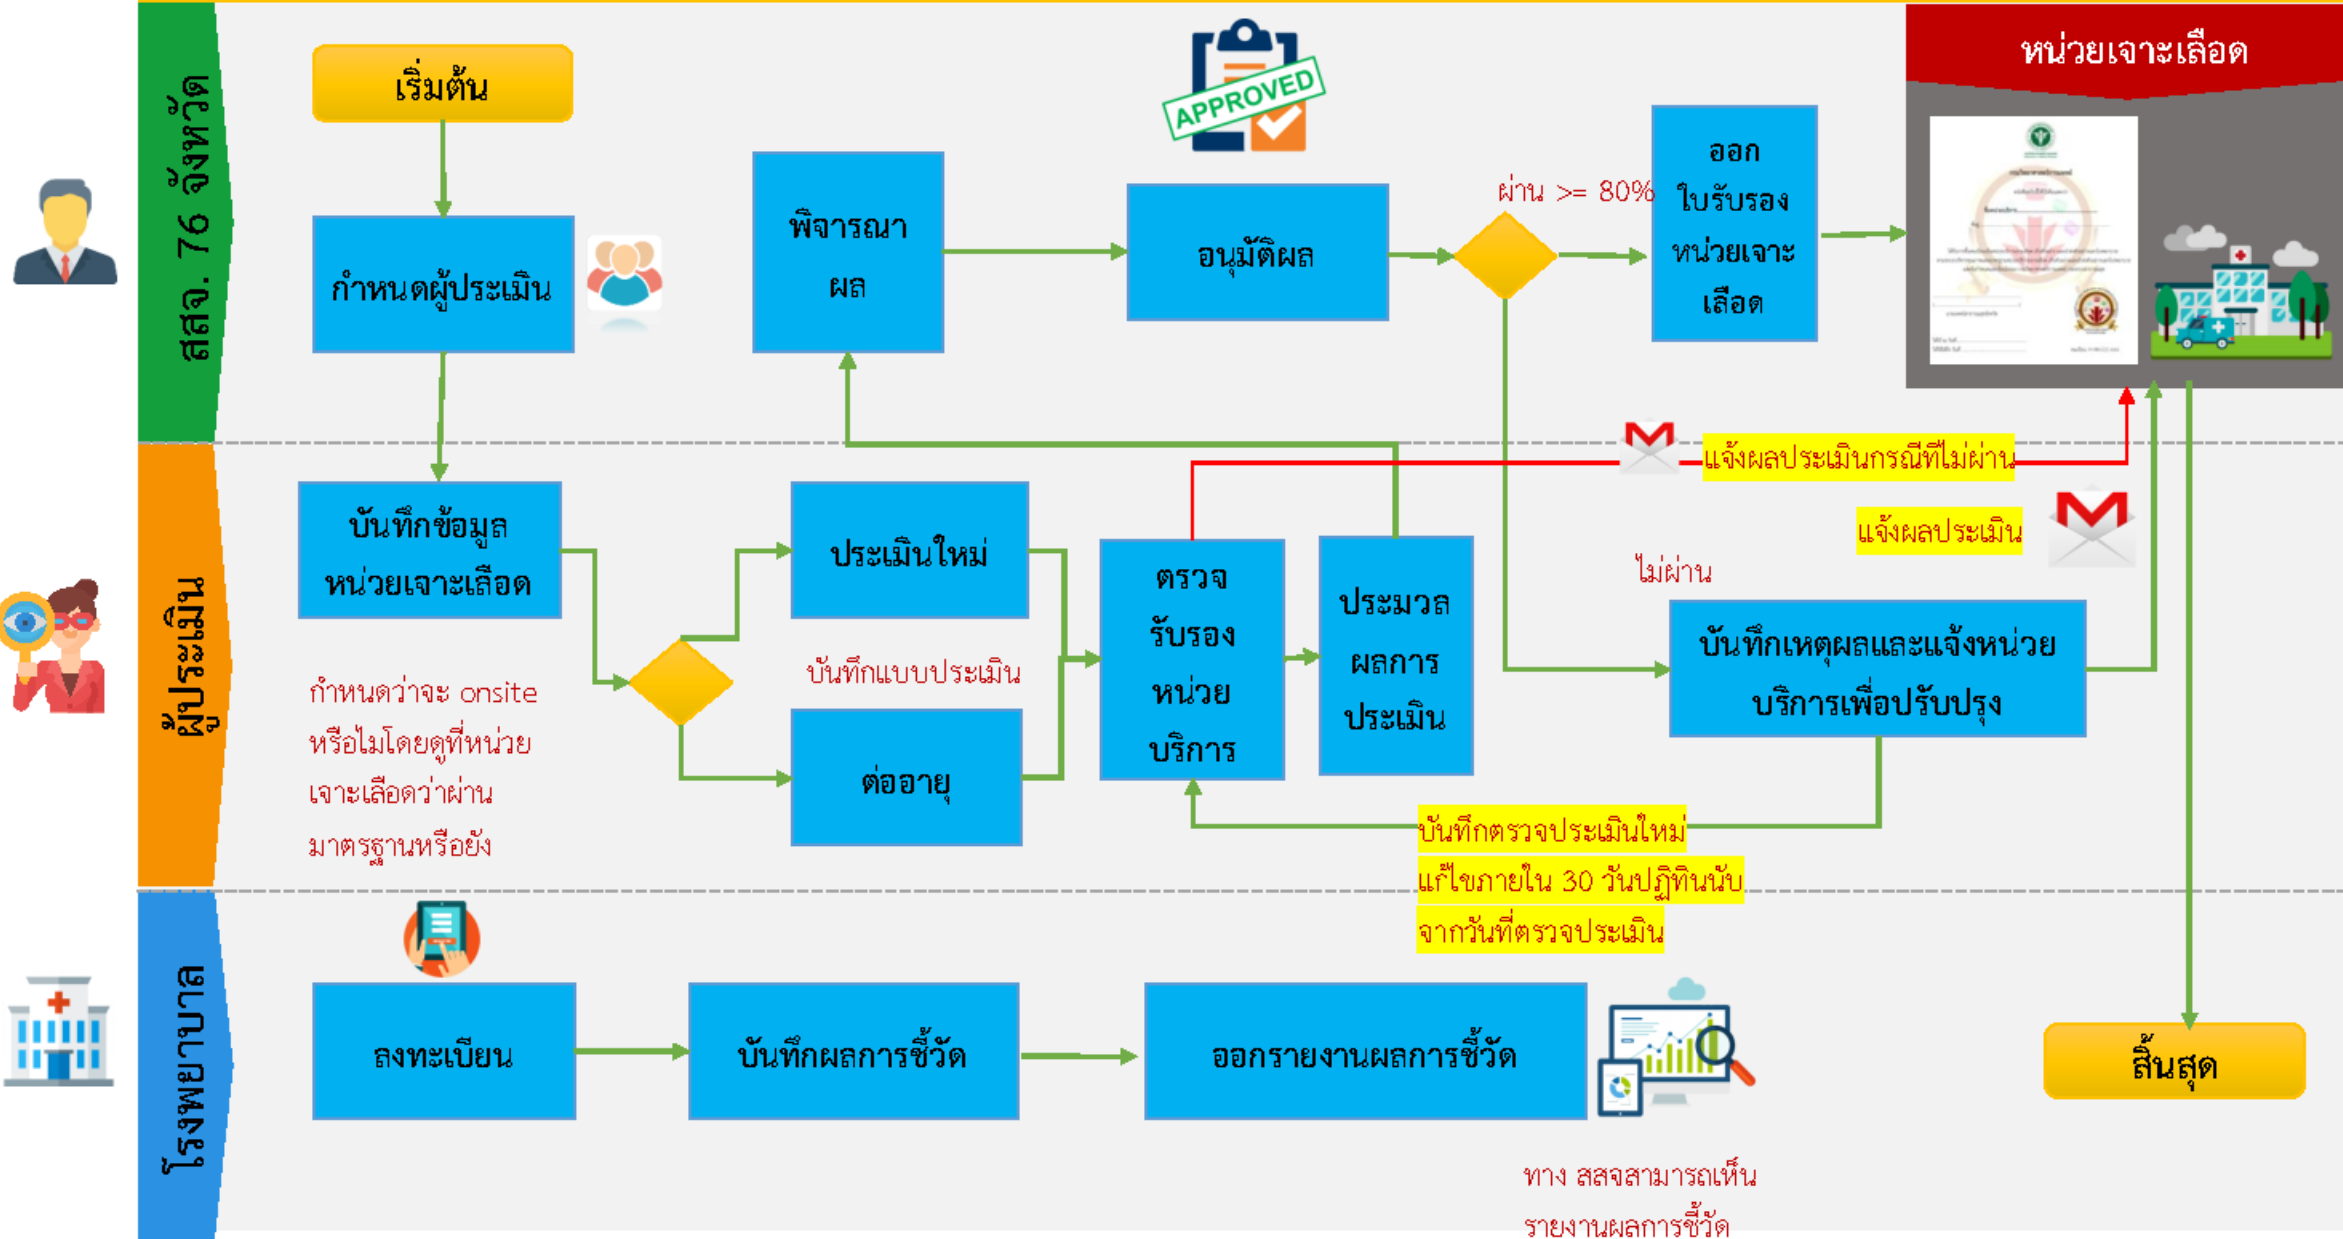 สสจ. 76 จังหวัด
เริ่มต้น
กำหนดผู้ประเมิน
พิจารณา
ผล
APPROVED
อนุมัติผล
ผ่าน >= 80%
ออก
ใบรับรอง
หน่วยเจาะ
เลือด
หน่วยเจาะเลือด
แจ้งผลประเมินกรณีที่ไม่ผ่าน
แจ้งผลประเมิน
ผู้ประเมิน
บันทึกข้อมูล
หน่วยเจาะเลือด
กำหนดว่าจะ onsite
หรือไมโดยดูที่หน่วย
เจาะเลือดว่าผ่าน
มาตรฐานหรือยัง
ประเมินใหม่
บันทึกแบบประเมิน
ต่ออายุ
ตรวจ
รับรอง
หน่วย
บริการ
ประมวล
ผลการ
ประเมิน
ไม่ผ่าน
บันทึกเหตุผลและแจ้งหน่วย
บริการเพื่อปรับปรุง
บันทึกตรวจประเมินใหม่
แก้ไขภายใน 30 วันปฏิทินนับ
จากวันที่ตรวจประเมิน
โรงพยาบาล
ลงทะเบียน
บันทึกผลการชี้วัด
ออกรายงานผลการชี้วัด
ทาง สสจสามารถเห็น
รายงานผลการชี้วัด
สิ้นสุด